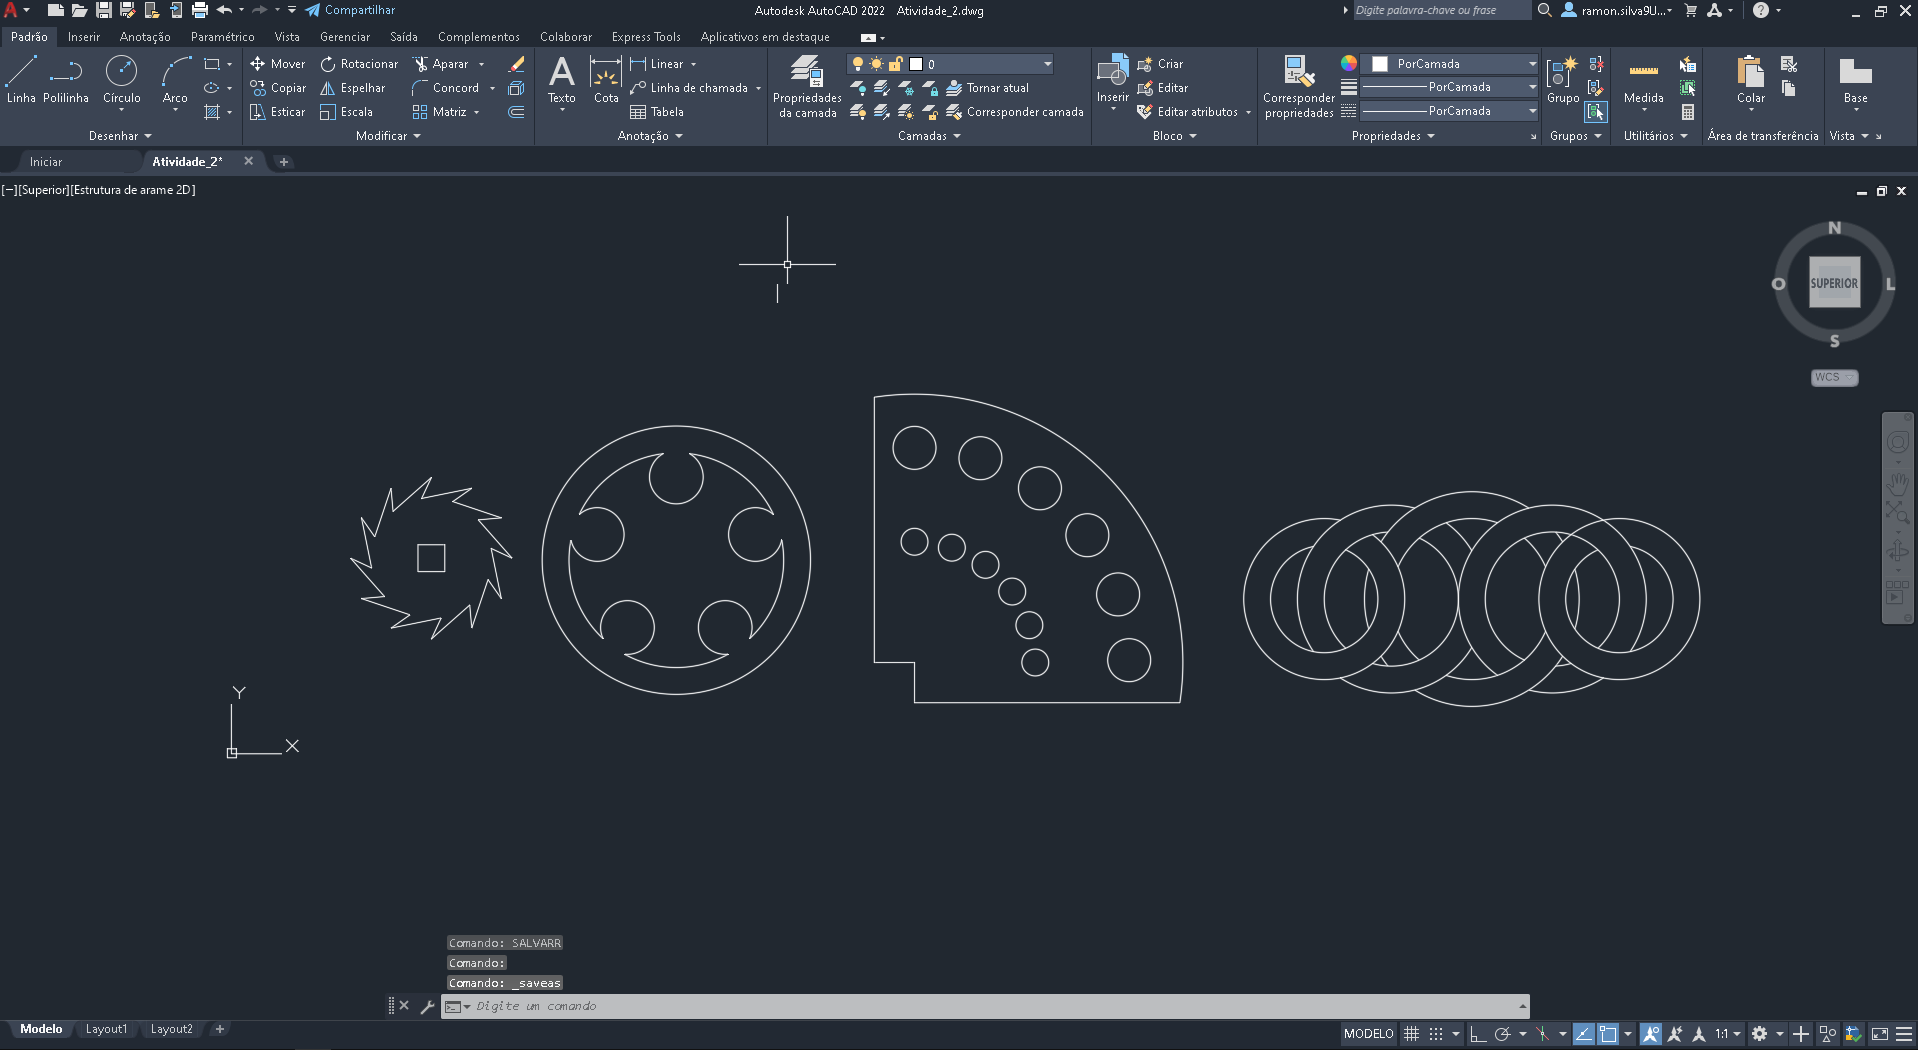 Compartilhar
Autodesk AutoCAD 2022 Atividade_2.dwg
Digite palavra-chave ou frase
ramon.silva9U...
Padrão Inserir Anotação Paramétrico Vista Gerenciar Saída Complementos Colaborar Express Tools Aplicativos em destaque
Linha Polilinha Círculo Arco
Mover Rotacionar Aparar
Copiar Espelhar Concord
Esticar Escala Matriz
Texto Cota
Linear
Linha de chamada
Tabela
Propriedades da camada
0
Tornar atual
Corresponder camada
Inserir
Criar
Editar
Editar atributos
Corresponder propriedades
PorCamada
PorCamada
PorCamada
Grupo
Medida
Colar
Base
Desenhar Modificar Anotação Camadas Bloco Propriedades Grupos Utilitários Área de transferência Vista
Iniciar Atividade_2*
[−][Superior][Estrutura de arame 2D]
N
O SUPERIOR L
S
WCS
Y
X
Comando: SALVARR
Comando:
Comando: _saveas
Digite um comando
Modelo Layout1 Layout2
MODELO 1:1